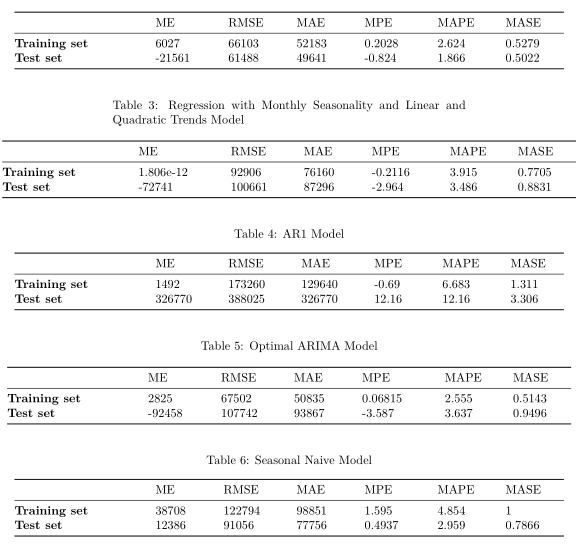 ME RMSE MAE MPE MAPE MASE
Training set 6027 66103 52183 0.2028 2.624 0.5279
Test set -21561 61488 49641 -0.824 1.866 0.5022
Table 3: Regression with Monthly Seasonality and Linear and
Quadratic Trends Model
ME RMSE MAE MPE MAPE MASE
Training set 1.806e-12 92906 76160 -0.2116 3.915 0.7705
Test set -72741 100661 87296 -2.964 3.486 0.8831
Table 4: AR1 Model
ME RMSE MAE MPE MAPE MASE
Training set 1492 173260 129640 -0.69 6.683 1.311
Test set 326770 388025 326770 12.16 12.16 3.306
Table 5: Optimal ARIMA Model
ME RMSE MAE MPE MAPE MASE
Training set 2825 67502 50835 0.06815 2.555 0.5143
Test set -92458 107742 93867 -3.587 3.637 0.9496
Table 6: Seasonal Naive Model
ME RMSE MAE MPE MAPE MASE
Training set 38708 122794 98851 1.595 4.854 1
Test set 12386 91056 77756 0.4937 2.959 0.7866